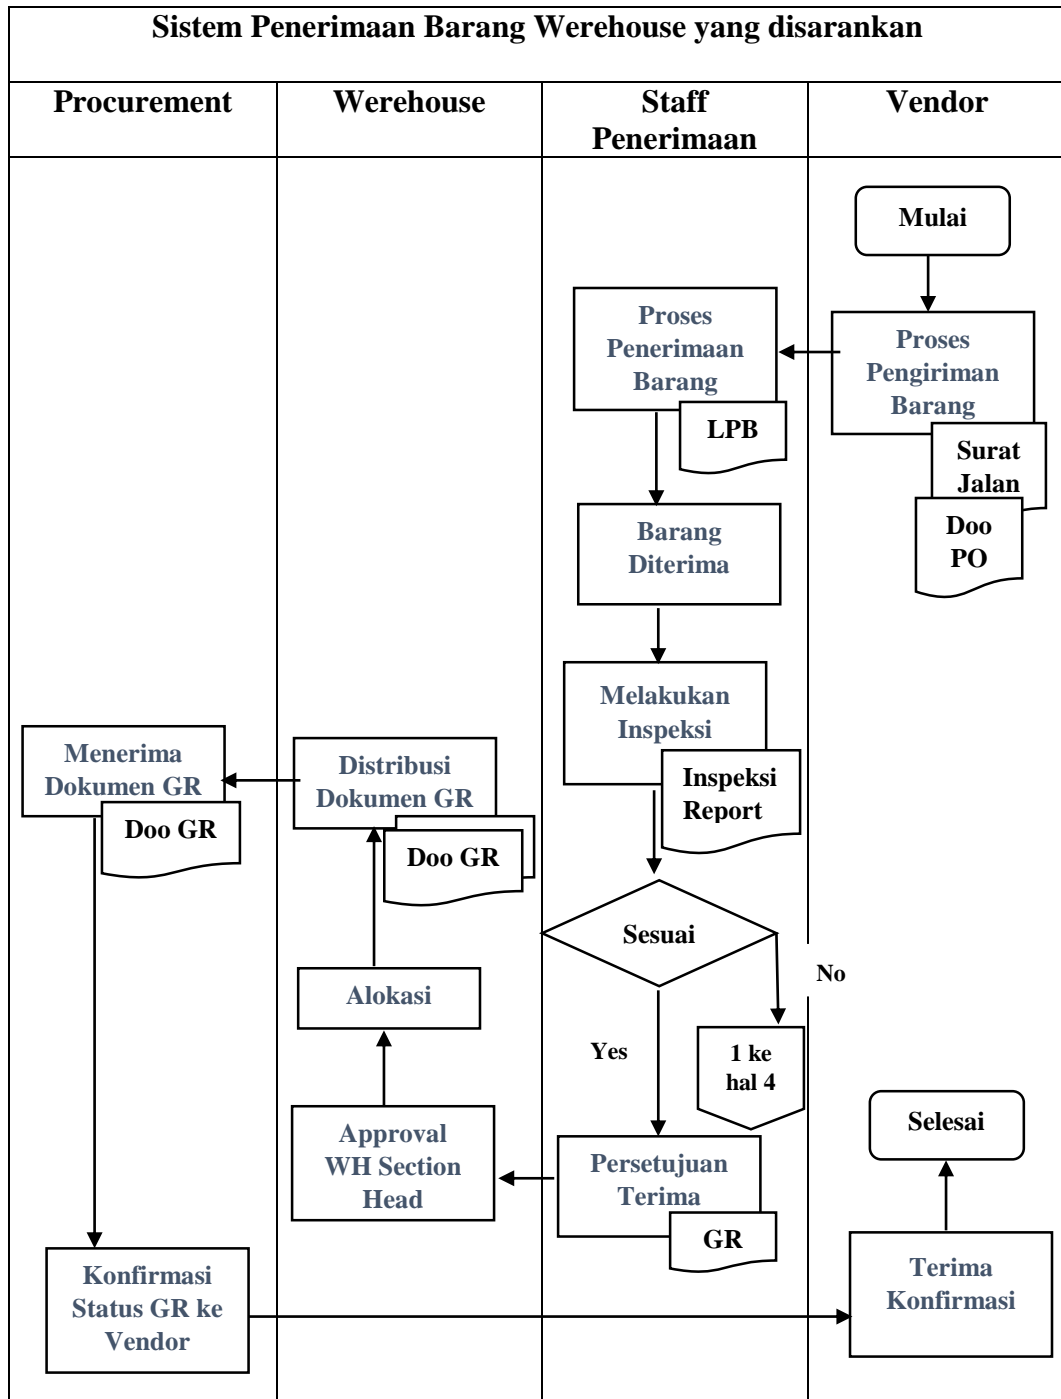 Sistem Penerimaan Barang Werehouse yang disarankan
Procurement
Werehouse
Staff
Penerimaan
Vendor
Mulai
Proses
Penerimaan
Barang
LPB
Proses
Pengiriman
Barang
Surat
Jalan
Doo
PO
Barang
Diterima
Melakukan
Inspeksi
Inspeksi
Report
Menerima
Dokumen GR
Doo GR
Distribusi
Dokumen GR
Doo GR
Sesuai
No
Alokasi
Yes
1 ke
hal 4
Approval
WH Section
Head
Persetujuan
Terima
GR
Selesai
Konfirmasi
Status GR ke
Vendor
Terima
Konfirmasi